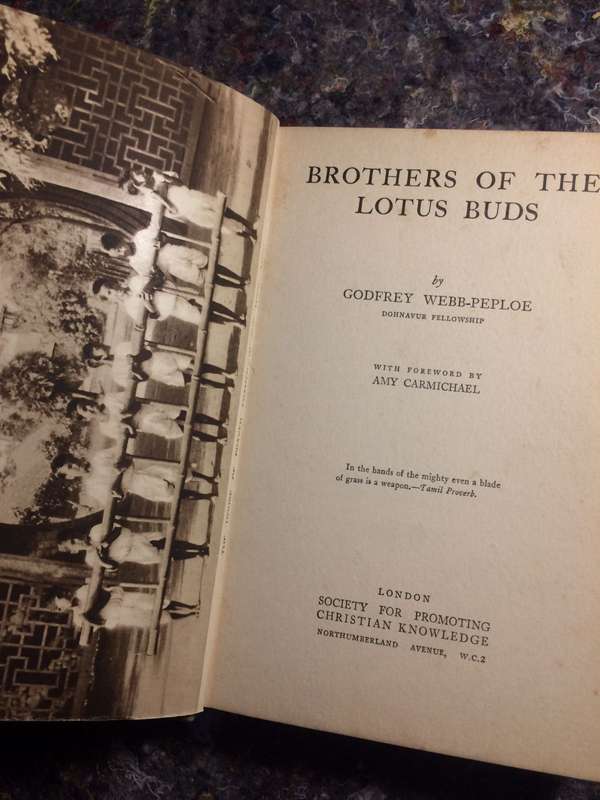 BROTHERS OF THE
LOTUS BUDS
by
GODFREY WEBB-PEPLOE
DOHNAVUR FELLOWSHIP
WITH FOREWORD BY
AMY CARMICHAEL
In the hands of the mighty even a blade
of grass is a weapon.—Tamil Proverb.
LONDON
SOCIETY FOR PROMOTING
CHRISTIAN KNOWLEDGE
NORTHUMBERLAND AVENUE, W.C.2